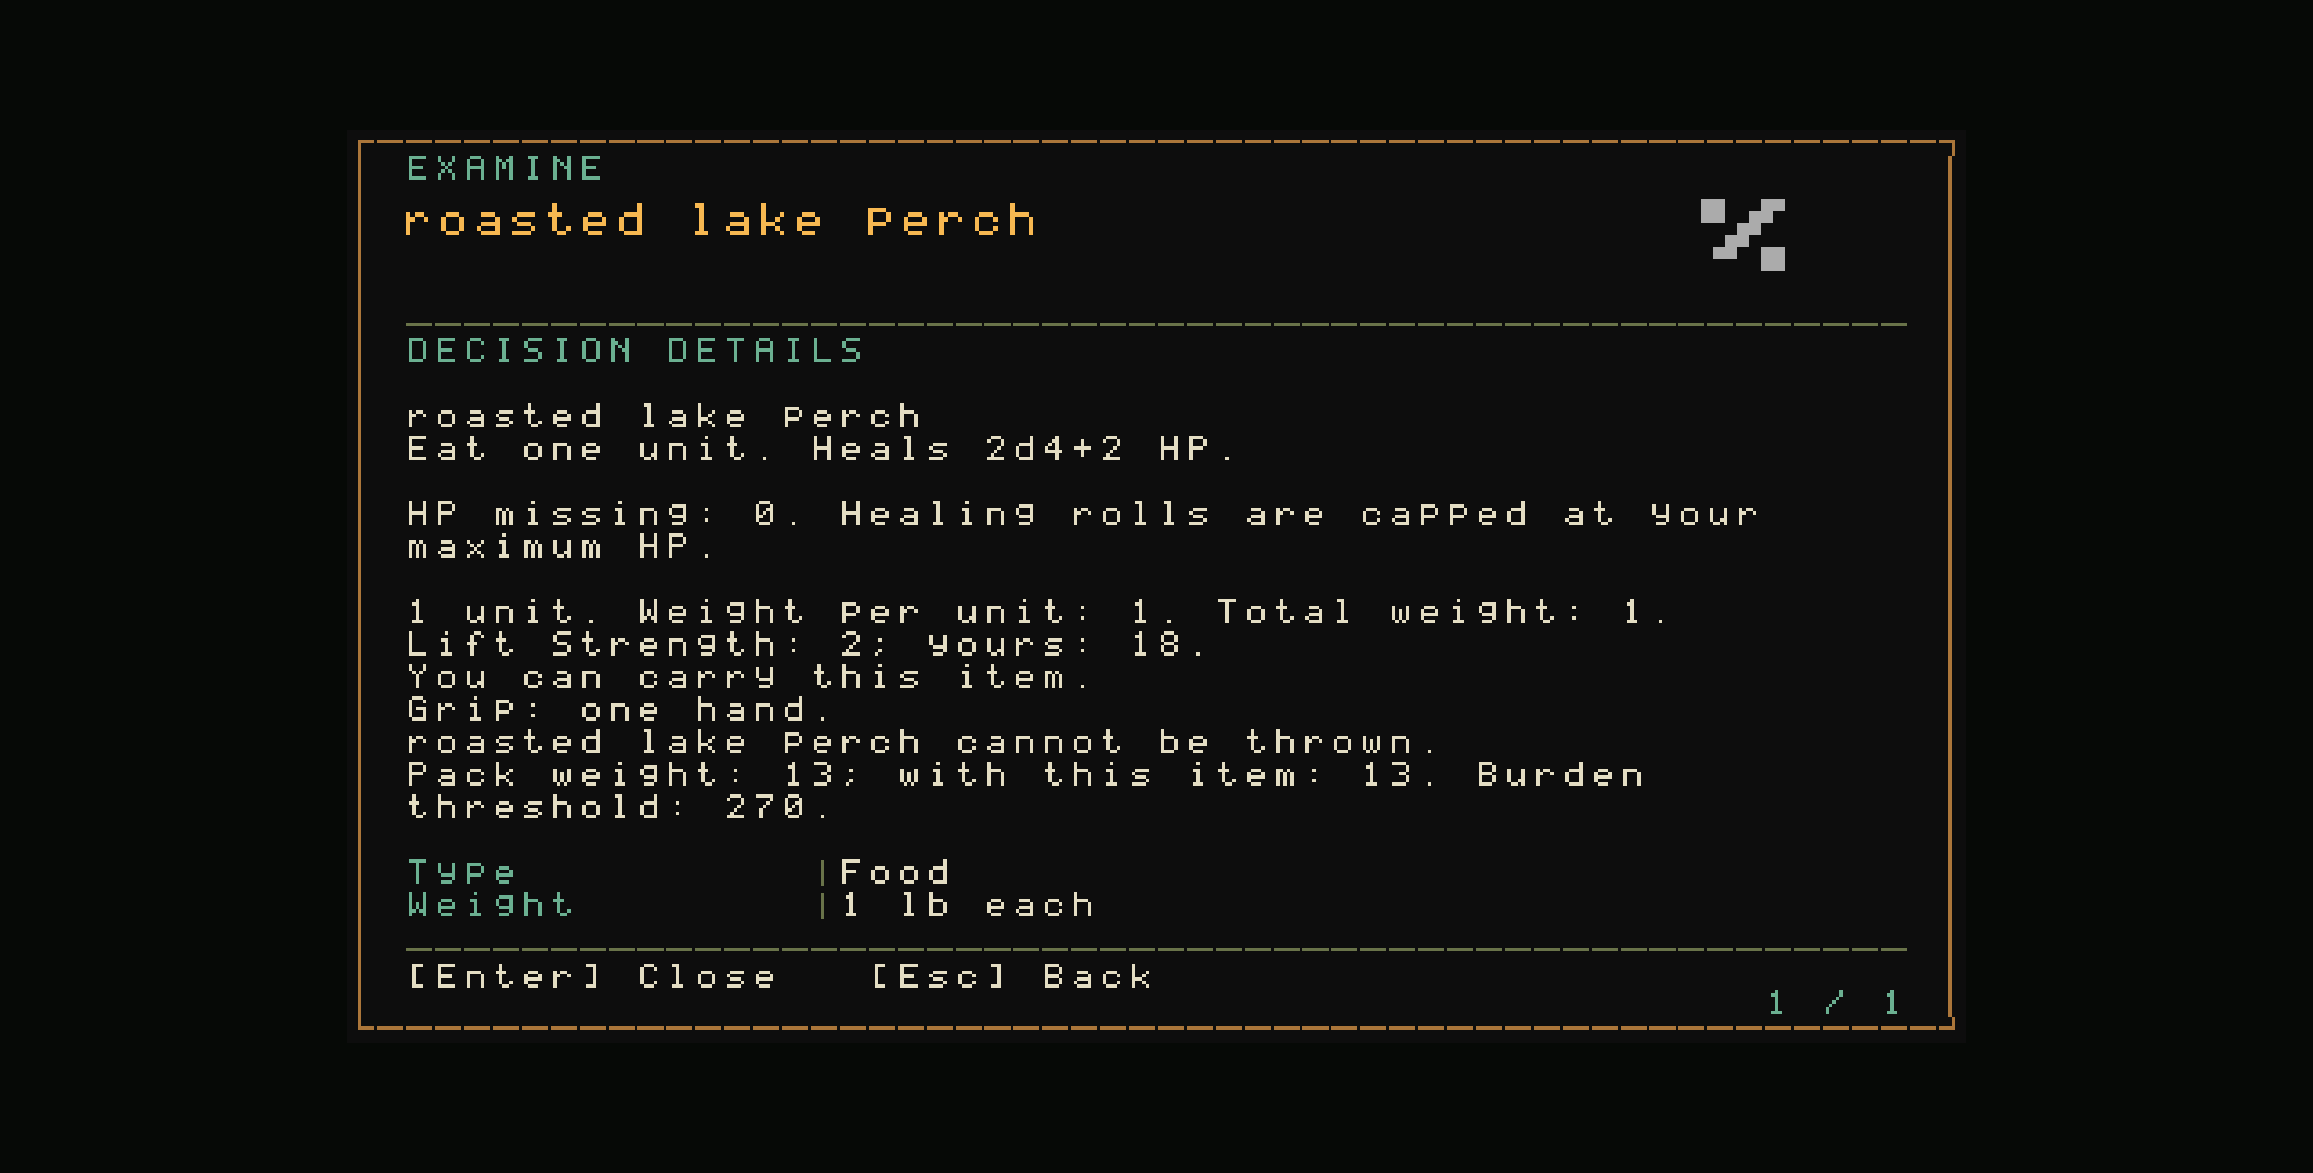 EXAMINE
roasted lake perch
%
DECISION DETAILS
roasted lake perch
Eat one unit. Heals 2d4+2 HP.
HP missing: 0. Healing rolls are capped at your
maximum HP.
1 unit. Weight per unit: 1. Total weight: 1.
Lift Strength: 2; yours: 18.
You can carry this item.
Grip: one hand.
roasted lake perch cannot be thrown.
Pack weight: 13; with this item: 13. Burden
threshold: 270.
Type |Food
Weight |1 lb each
[Enter] Close [Esc] Back
1 / 1